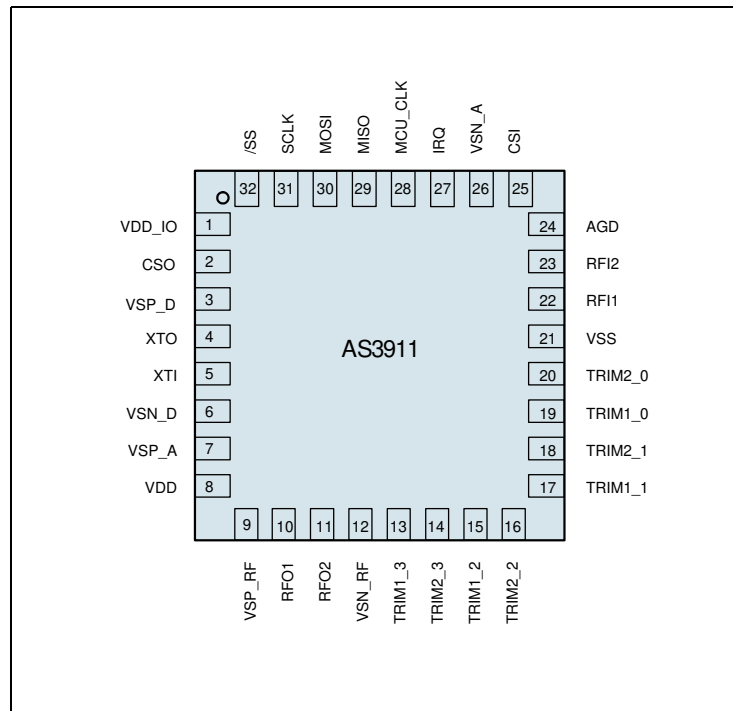 /SS
SCLK
MOSI
MISO
MCU_CLK
IRQ
VSN_A
CSI
32 31 30 29 28 27 26 25
VDD_IO 1
CSO 2
VSP_D 3
XTO 4
XTI 5
VSN_D 6
VSP_A 7
VDD 8
AS3911
24 AGD
23 RFI2
22 RFI1
21 VSS
20 TRIM2_0
19 TRIM1_0
18 TRIM2_1
17 TRIM1_1
9 10 11 12 13 14 15 16
VSP_RF
RFO1
RFO2
VSN_RF
TRIM1_3
TRIM2_3
TRIM1_2
TRIM2_2